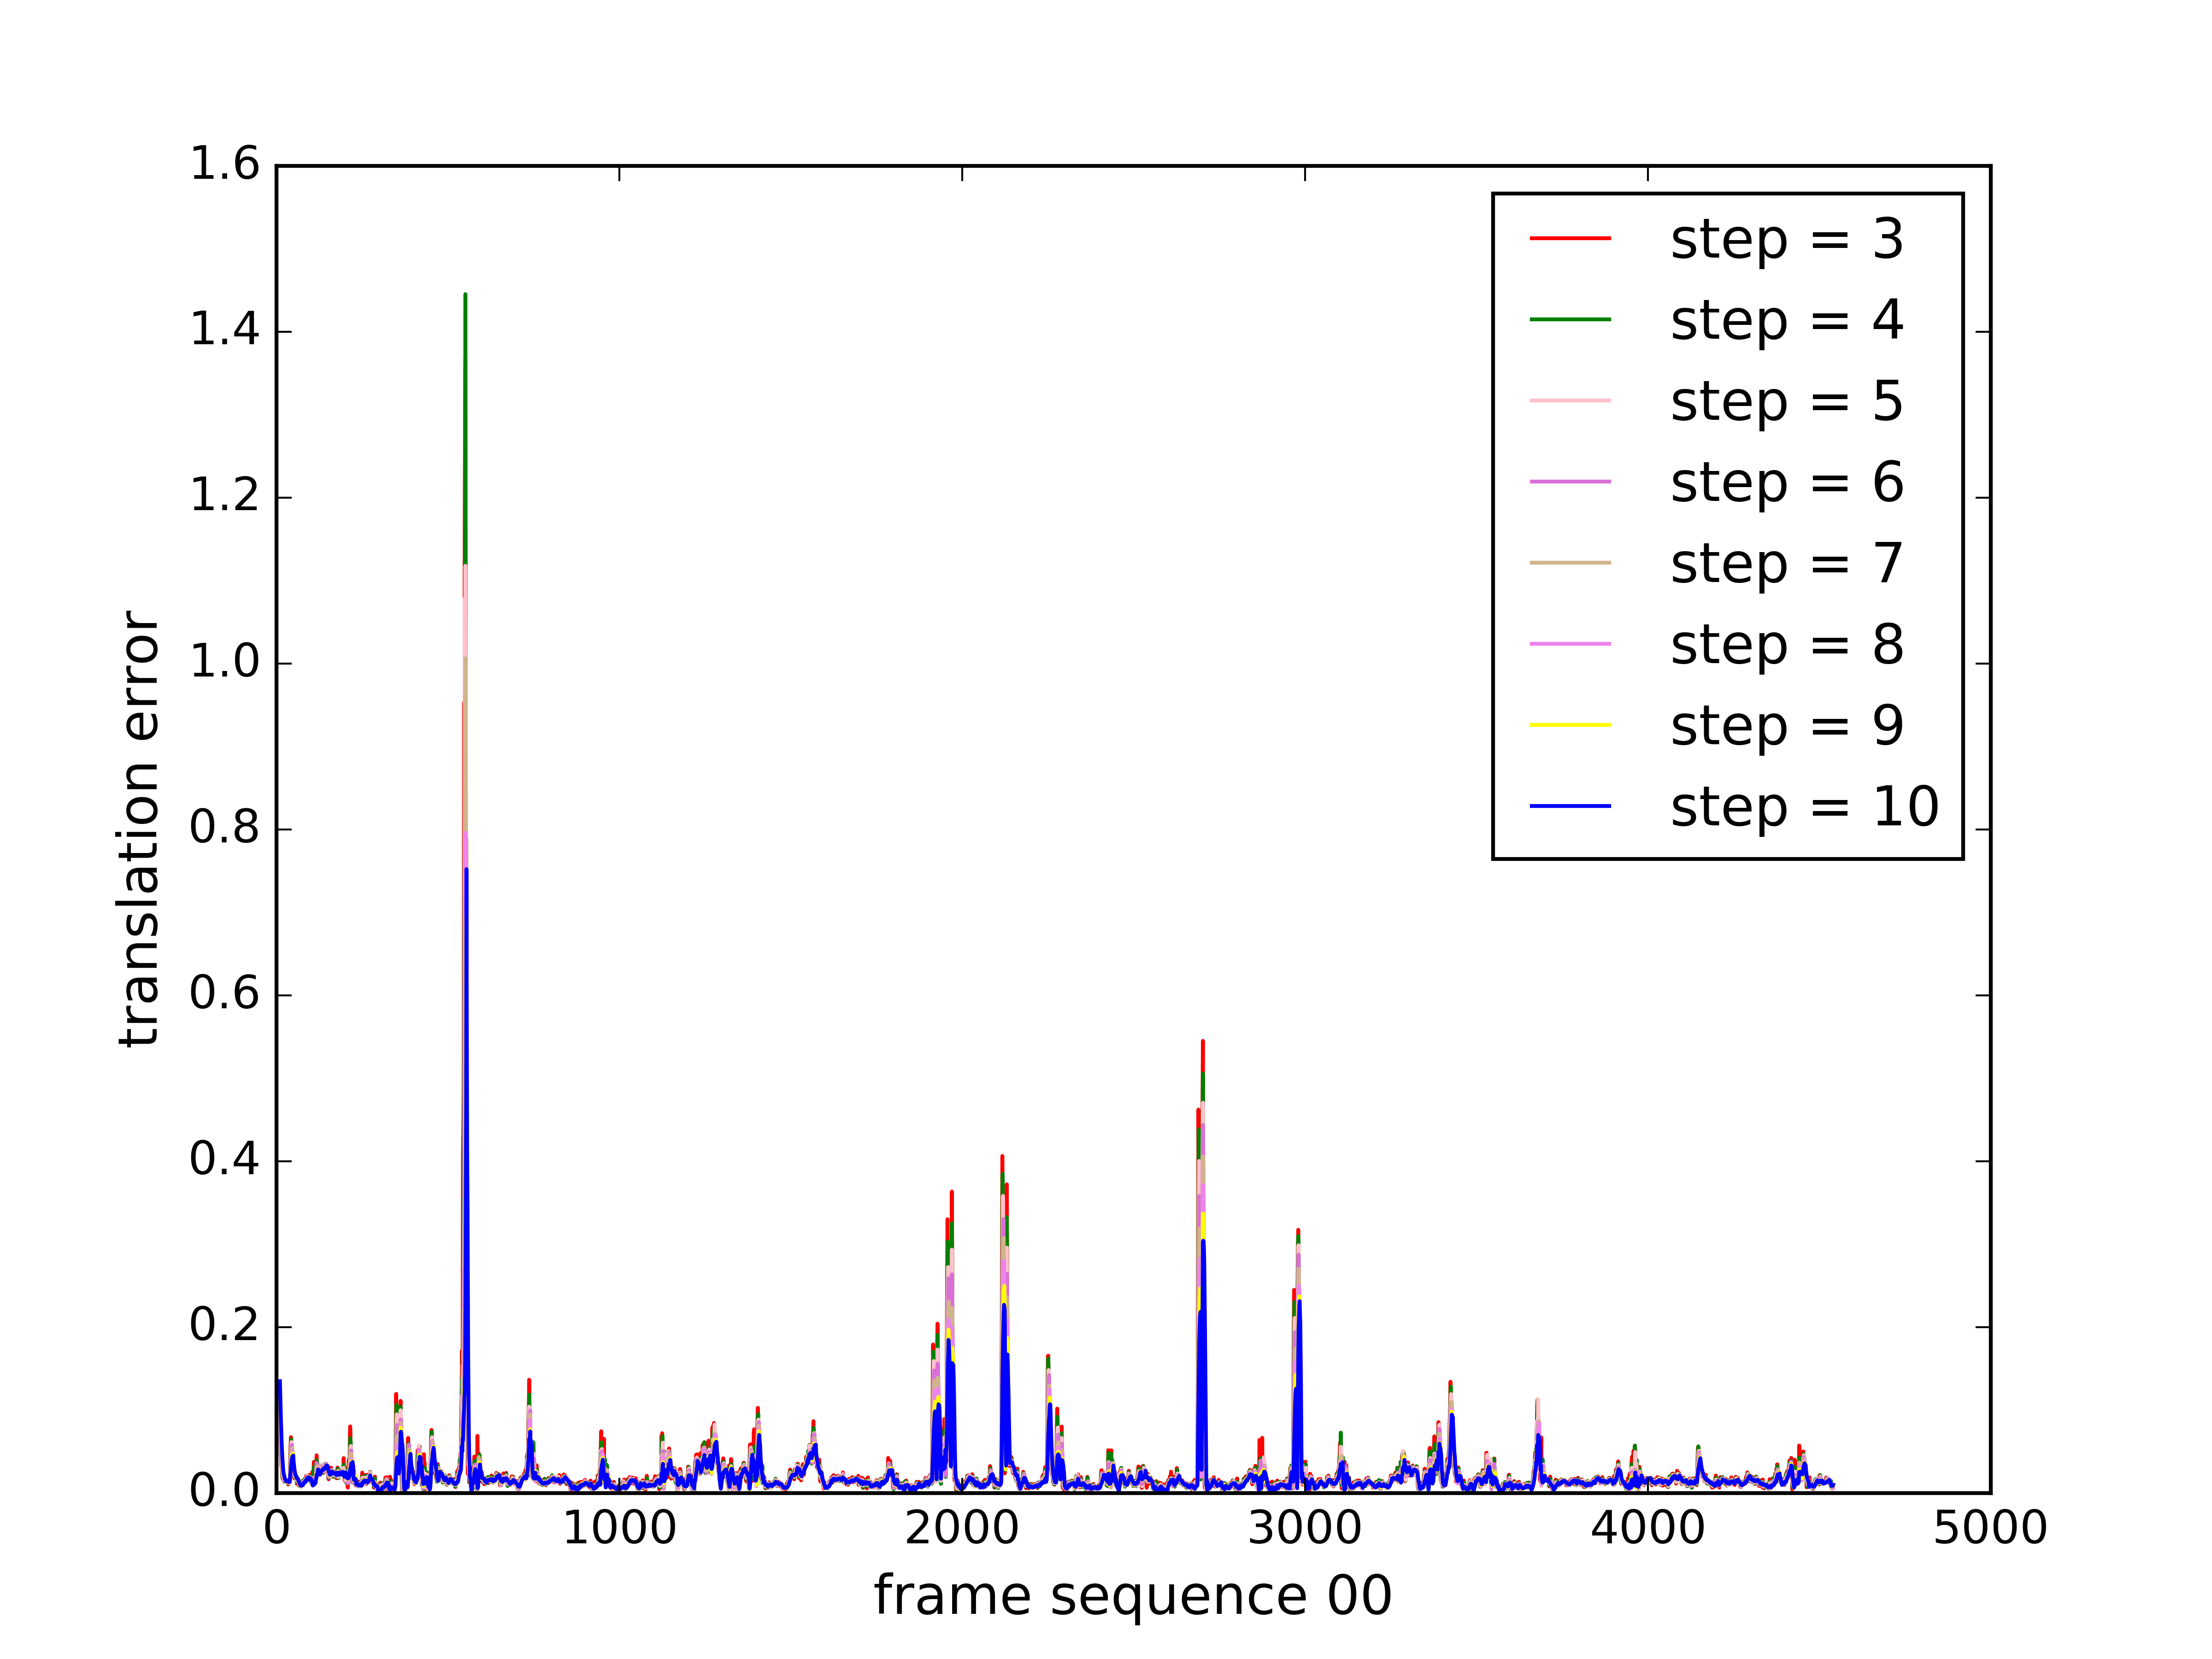 1.6
1.4
1.2
1.0
0.8
0.6
0.4
0.2
0.0
translation error
step = 3
step = 4
step = 5
step = 6
step = 7
step = 8
step = 9
step = 10
0 1000 2000 3000 4000 5000
frame sequence 00